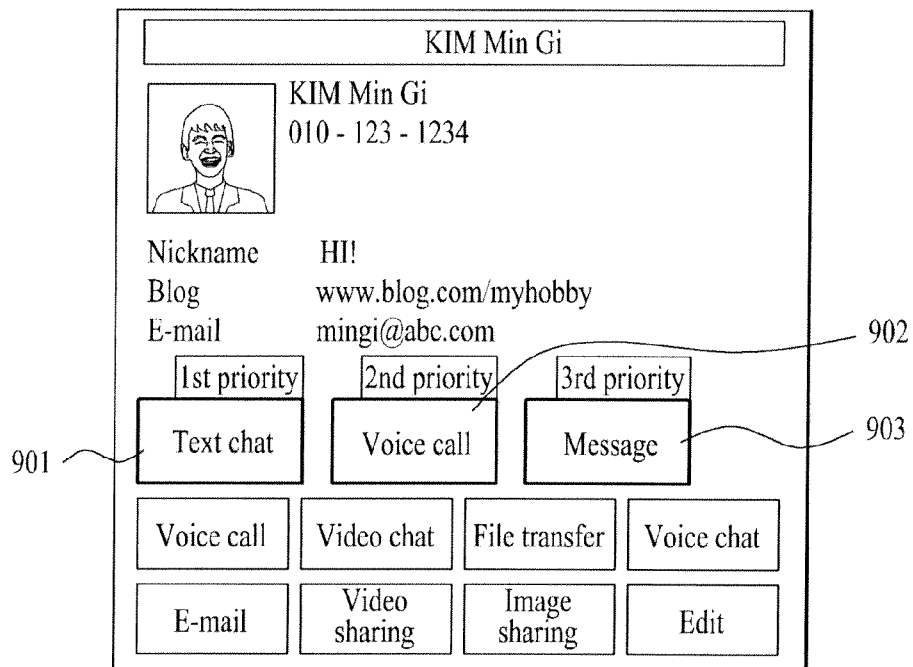 KIM Min Gi
KIM Min Gi
010 - 123 - 1234
Nickname HI!
Blog www.blog.com/myhobby
E-mail mingi@abc.com
902
1st priority 2nd priority 3rd priority
Text chat Voice call Message
901
903
Voice call Video chat File transfer Voice chat
E-mail Video sharing Image sharing Edit